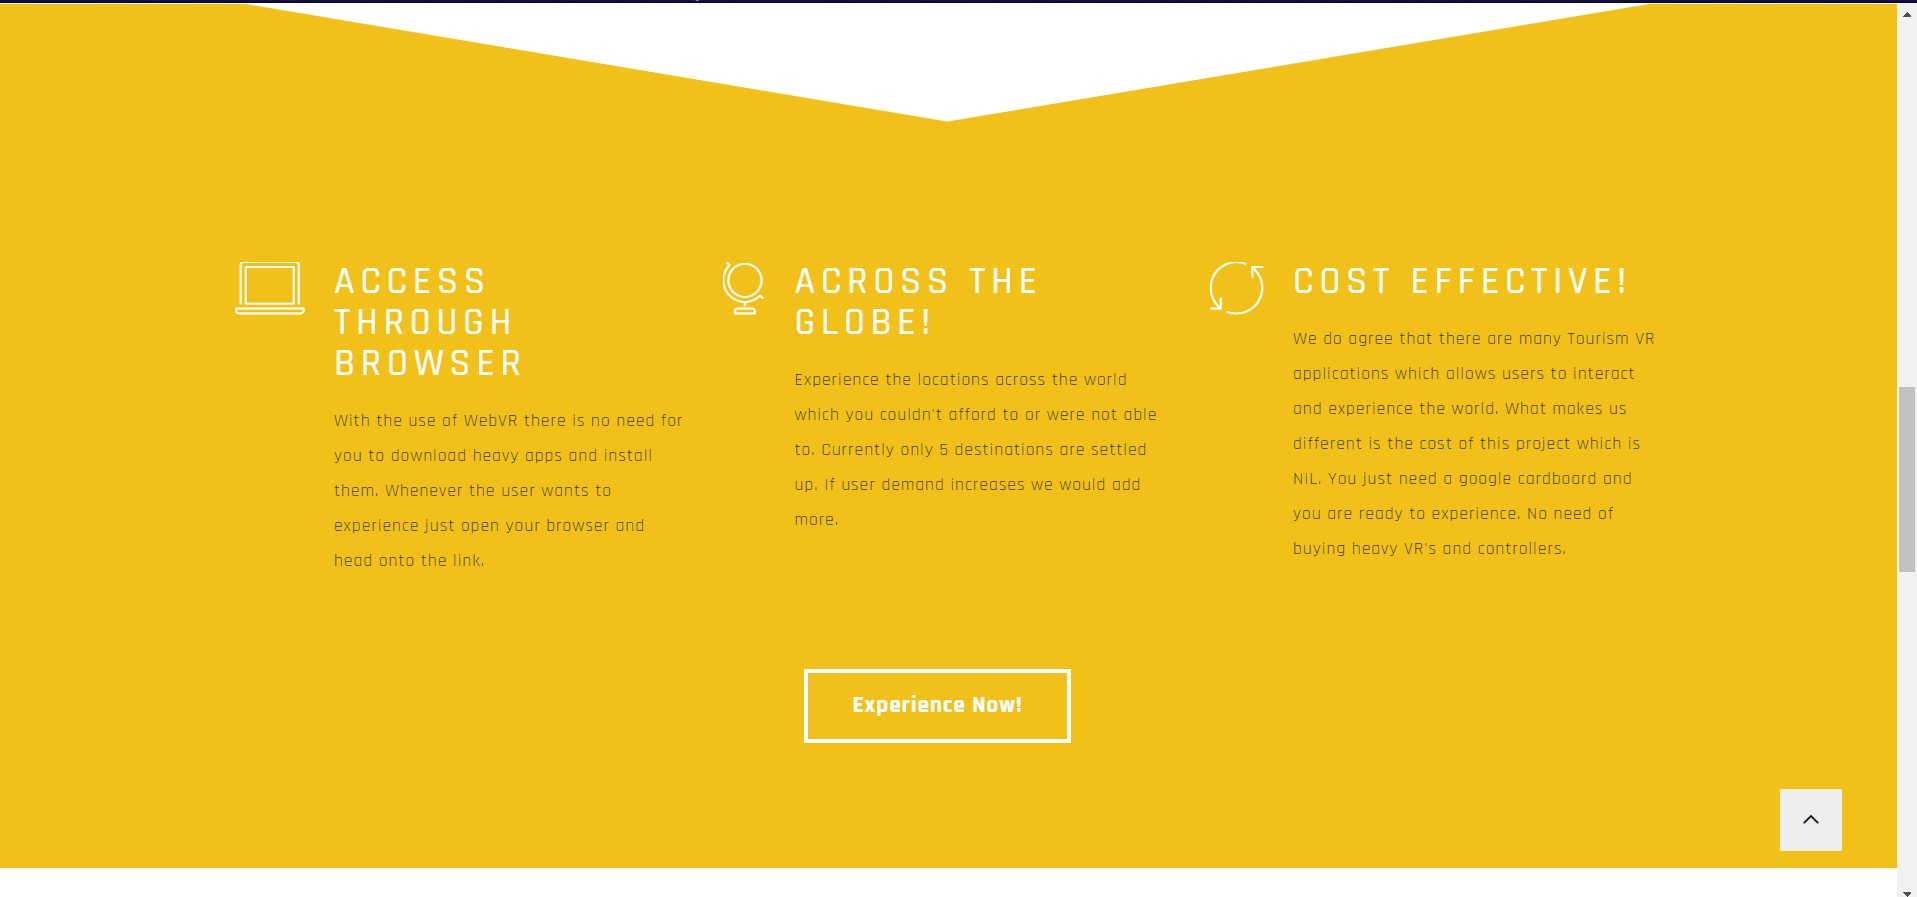 ACCESS
THROUGH
BROWSER
With the use of WebVR there is no need for
you to download heavy apps and install
them. Whenever the user wants to
experience just open your browser and
head onto the link.
ACROSS THE
GLOBE!
Experience the locations across the world
which you couldn't afford to or were not able
to. Currently only 5 destinations are settled
up. If user demand increases we would add
more.
COST EFFECTIVE!
We do agree that there are many Tourism VR
applications which allows users to interact
and experience the world. What makes us
different is the cost of this project which is
NIL. You just need a google cardboard and
you are ready to experience. No need of
buying heavy VR's and controllers.
Experience Now!